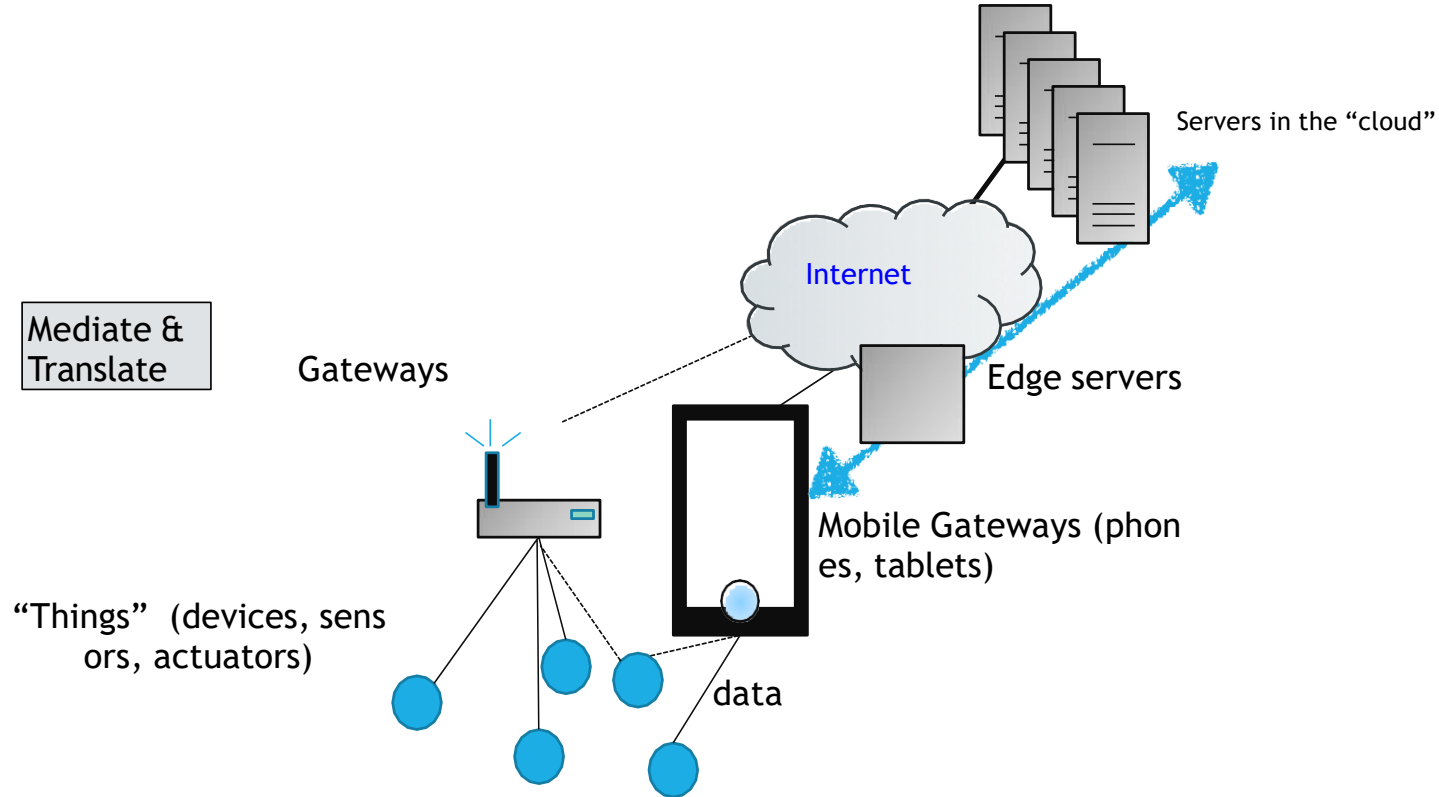 Servers in the “cloud”
Internet
Mediate &
Translate
Gateways
Edge servers
Mobile Gateways (phon
es, tablets)
“Things” (devices, sens
ors, actuators)
data